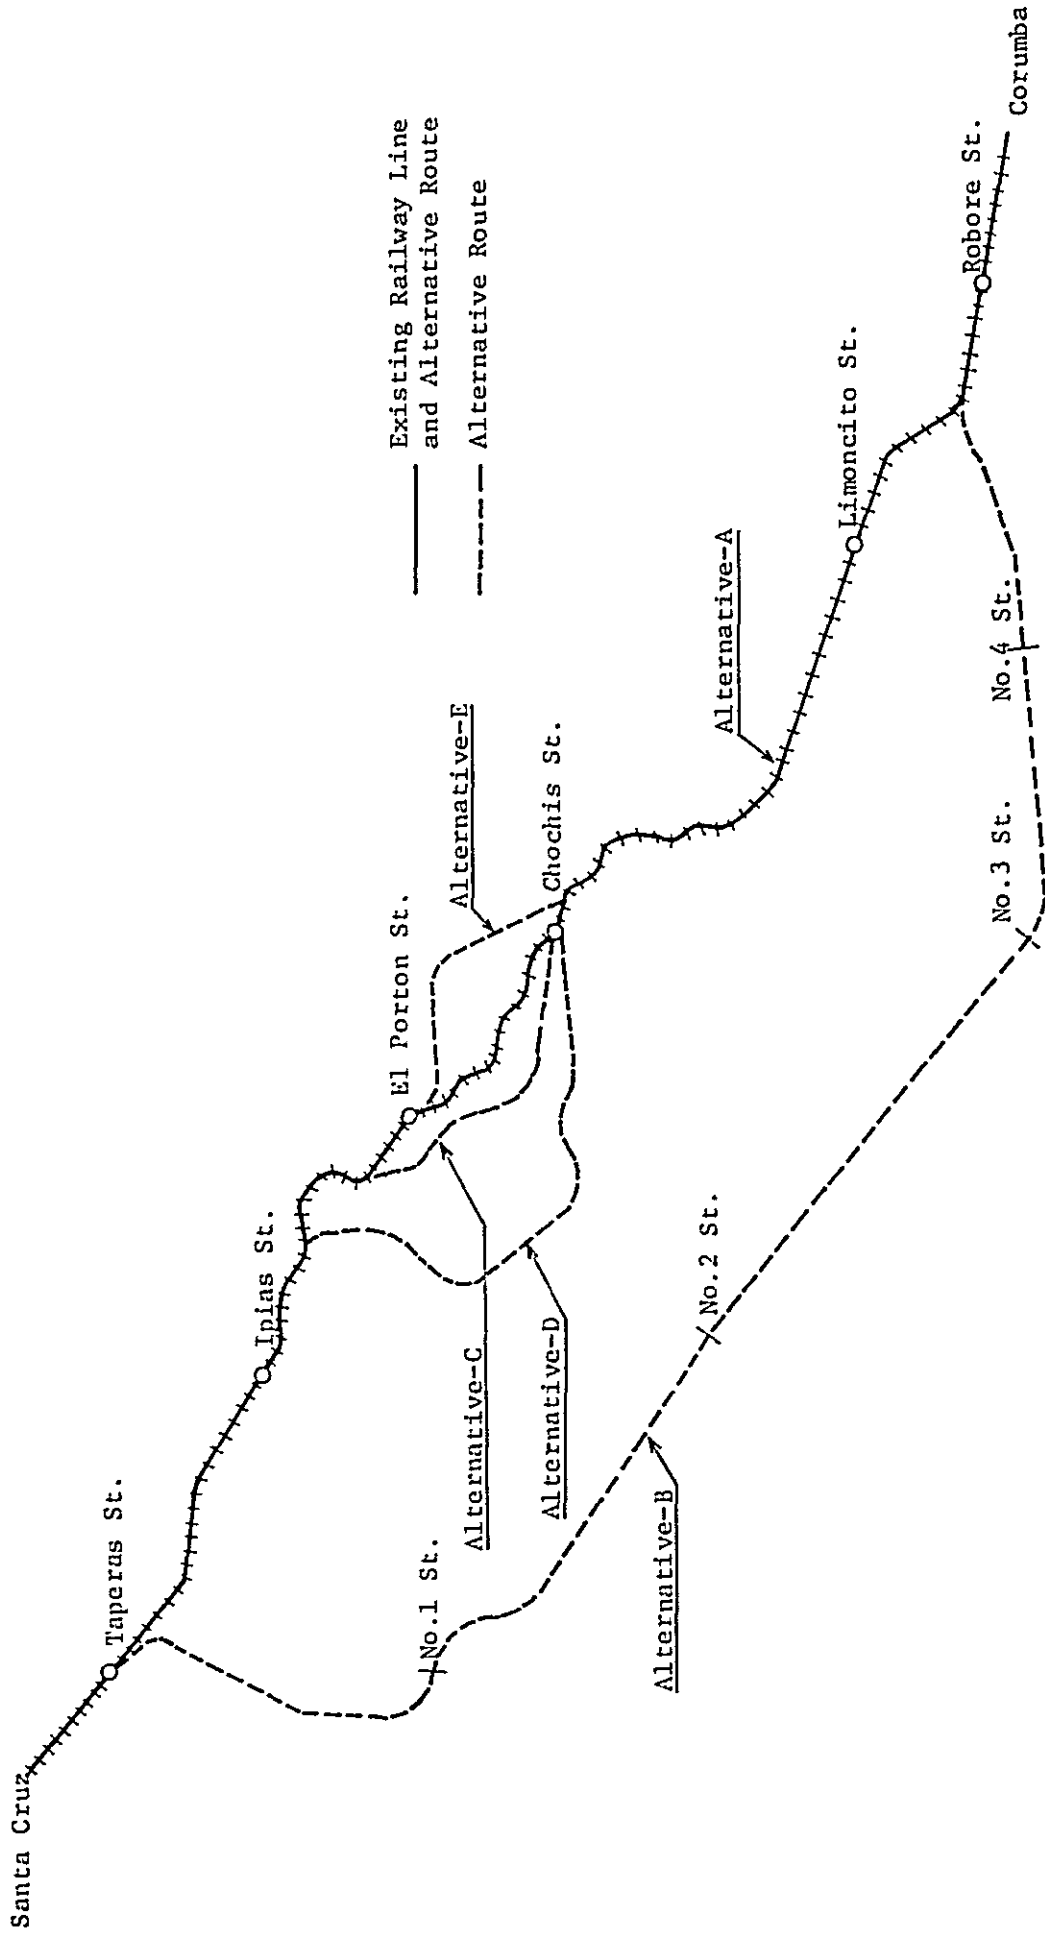 Santa Cruz
Taperas St.
Ipias St.
El Porton St.
Alternative-E
Chochis St.
Existing Railway Line
and Alternative Route
Alternative Route
Alternative-C
Alternative-D
Alternative-A
No.1 St.
Alternative-B
No.2 St.
Limoncito St.
No.3 St.
No.4 St.
Robore St.
Corumba